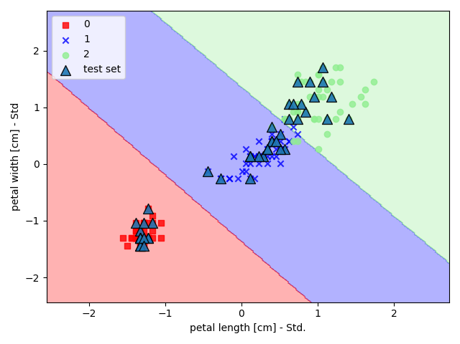 0
1
2
test set
petal width [cm] - Std
2
1
0
−1
−2
−2 −1 0 1 2
petal length [cm] - Std.